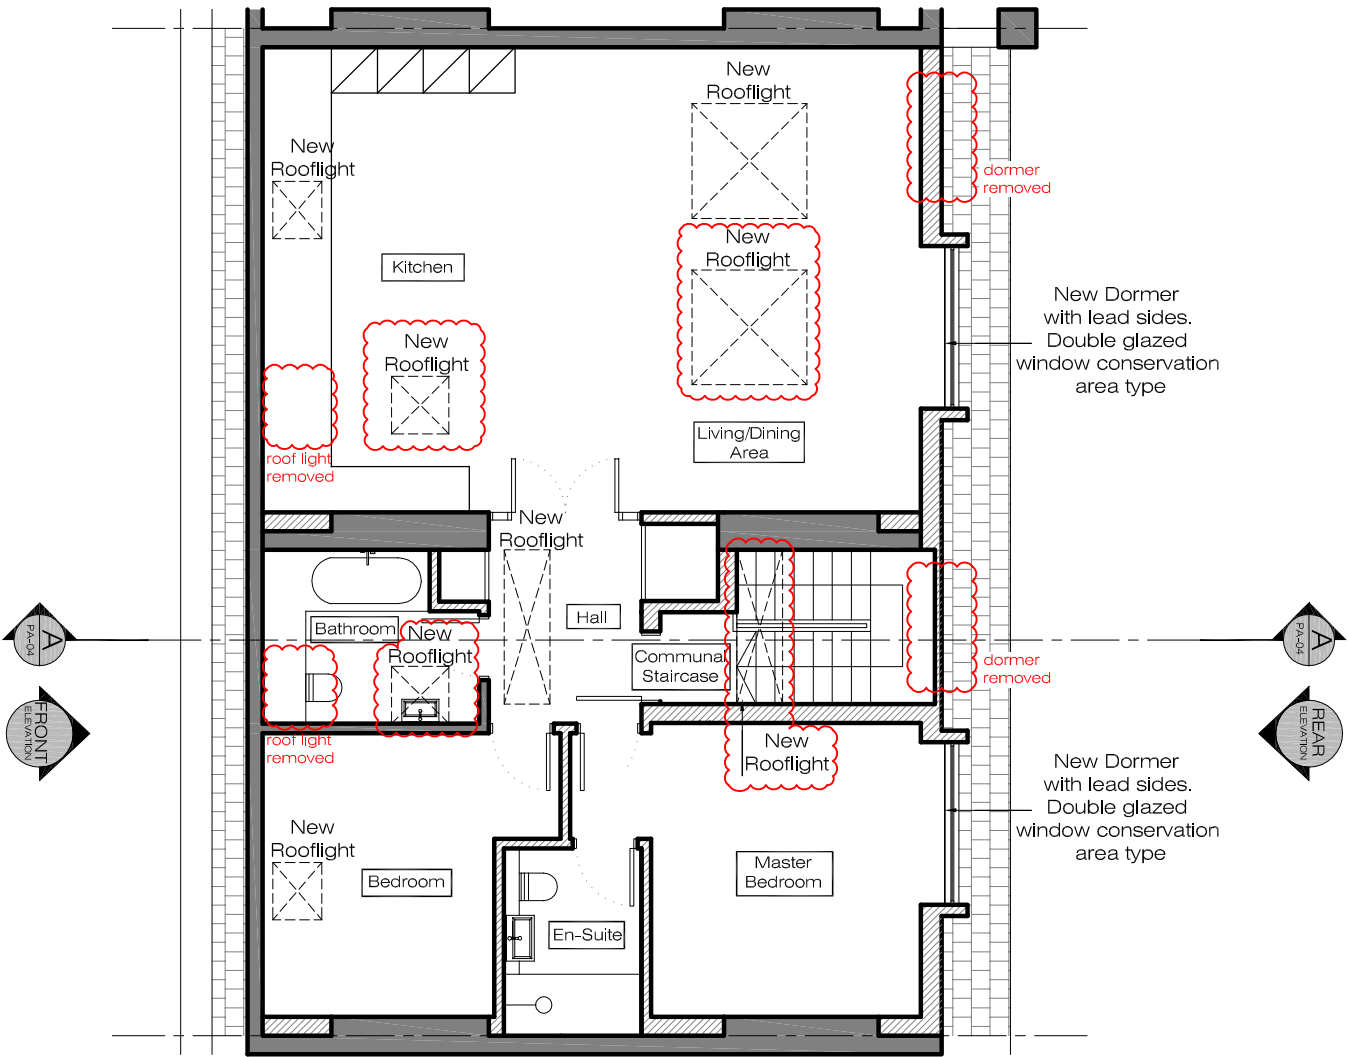 New
Rooflight
New
Rooflight
dormer
removed
New
Rooflight
Kitchen
New Dormer
with lead sides.
Double glazed
window conservation
area type
New
Rooflight
Living/Dining
Area
roof light
removed
New
Rooflight
Hall
Bathroom
New
Rooflight
Communal
Staircase
dormer
removed
A
PA-04
A
PA-04
FRONT
ELEVATION
REAR
ELEVATION
roof light
removed
New
Rooflight
New Dormer
with lead sides.
Double glazed
window conservation
area type
New
Rooflight
Bedroom
Master
Bedroom
En-Suite